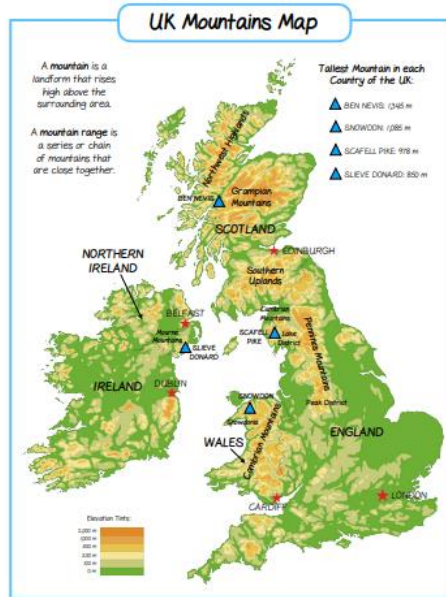 UK Mountains Map
A mountain is a
landform that rises
high above the
surrounding area.
A mountain range is
a series or chain
of mountains that
are close together.
Tallest Mountain in each
Country of the UK:
BEN NEVIS: 1,345 m
SNOWDON: 1,085 m
SCAFELL PIKE: 978 m
SLIEVE DONARD: 850 m
Northwest Highlands
Grampian
Mountains
BEN NEVIS
SCOTLAND
EDINBURGH
NORTHERN
IRELAND
Southern
Uplands
BELFAST
Mourne
Mountains
SLIEVE
DONARD
Cumbrian
Mountains
SCAFELL
PIKE
Lake
District
Pennines Mountains
IRELAND
DUBLIN
SNOWDON
Snowdonia
Peak District
Cambrian Mountains
WALES
ENGLAND
CARDIFF
LONDON
Elevation Tints:
0 m